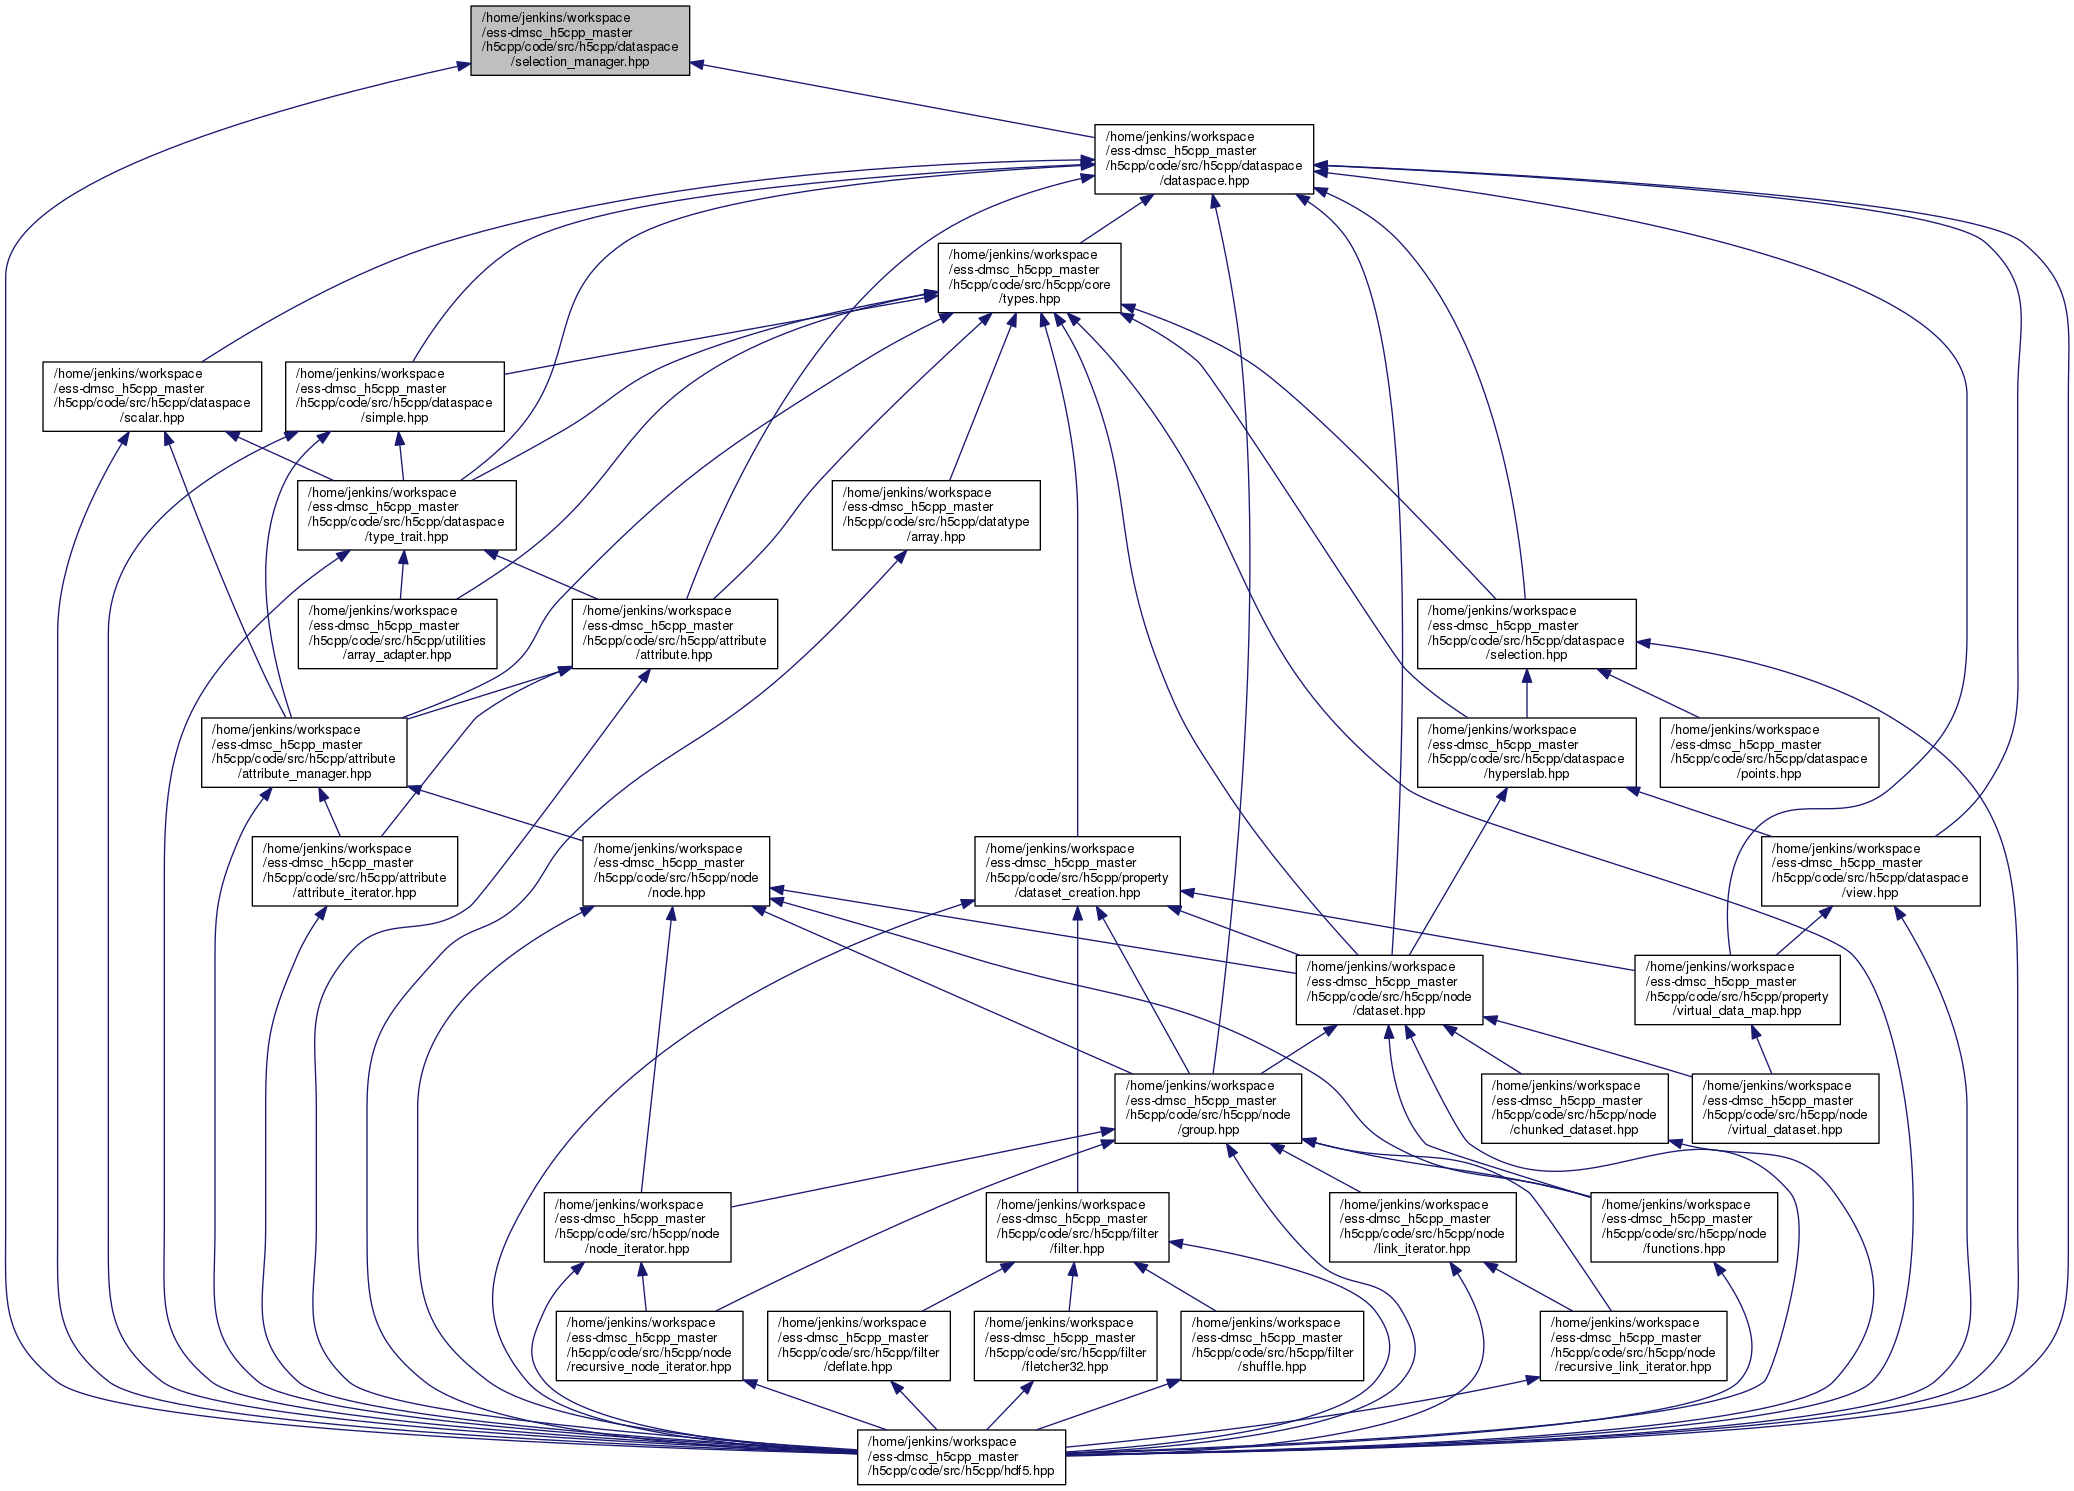 /home/jenkins/workspace
/ess-dmsc_h5cpp_master
/h5cpp/code/src/h5cpp/dataspace
/selection_manager.hpp
/home/jenkins/workspace
/ess-dmsc_h5cpp_master
/h5cpp/code/src/h5cpp/dataspace
/dataspace.hpp
/home/jenkins/workspace
/ess-dmsc_h5cpp_master
/h5cpp/code/src/h5cpp/core
/types.hpp
/home/jenkins/workspace
/ess-dmsc_h5cpp_master
/h5cpp/code/src/h5cpp/dataspace
/scalar.hpp
/home/jenkins/workspace
/ess-dmsc_h5cpp_master
/h5cpp/code/src/h5cpp/dataspace
/simple.hpp
/home/jenkins/workspace
/ess-dmsc_h5cpp_master
/h5cpp/code/src/h5cpp/dataspace
/type_trait.hpp
/home/jenkins/workspace
/ess-dmsc_h5cpp_master
/h5cpp/code/src/h5cpp/datatype
/array.hpp
/home/jenkins/workspace
/ess-dmsc_h5cpp_master
/h5cpp/code/src/h5cpp/utilities
/array_adapter.hpp
/home/jenkins/workspace
/ess-dmsc_h5cpp_master
/h5cpp/code/src/h5cpp/attribute
/attribute.hpp
/home/jenkins/workspace
/ess-dmsc_h5cpp_master
/h5cpp/code/src/h5cpp/dataspace
/selection.hpp
/home/jenkins/workspace
/ess-dmsc_h5cpp_master
/h5cpp/code/src/h5cpp/attribute
/attribute_manager.hpp
/home/jenkins/workspace
/ess-dmsc_h5cpp_master
/h5cpp/code/src/h5cpp/dataspace
/hyperslab.hpp
/home/jenkins/workspace
/ess-dmsc_h5cpp_master
/h5cpp/code/src/h5cpp/dataspace
/points.hpp
/home/jenkins/workspace
/ess-dmsc_h5cpp_master
/h5cpp/code/src/h5cpp/attribute
/attribute_iterator.hpp
/home/jenkins/workspace
/ess-dmsc_h5cpp_master
/h5cpp/code/src/h5cpp/node
/node.hpp
/home/jenkins/workspace
/ess-dmsc_h5cpp_master
/h5cpp/code/src/h5cpp/property
/dataset_creation.hpp
/home/jenkins/workspace
/ess-dmsc_h5cpp_master
/h5cpp/code/src/h5cpp/dataspace
/view.hpp
/home/jenkins/workspace
/ess-dmsc_h5cpp_master
/h5cpp/code/src/h5cpp/node
/dataset.hpp
/home/jenkins/workspace
/ess-dmsc_h5cpp_master
/h5cpp/code/src/h5cpp/property
/virtual_data_map.hpp
/home/jenkins/workspace
/ess-dmsc_h5cpp_master
/h5cpp/code/src/h5cpp/node
/group.hpp
/home/jenkins/workspace
/ess-dmsc_h5cpp_master
/h5cpp/code/src/h5cpp/node
/chunked_dataset.hpp
/home/jenkins/workspace
/ess-dmsc_h5cpp_master
/h5cpp/code/src/h5cpp/node
/virtual_dataset.hpp
/home/jenkins/workspace
/ess-dmsc_h5cpp_master
/h5cpp/code/src/h5cpp/node
/node_iterator.hpp
/home/jenkins/workspace
/ess-dmsc_h5cpp_master
/h5cpp/code/src/h5cpp/filter
/filter.hpp
/home/jenkins/workspace
/ess-dmsc_h5cpp_master
/h5cpp/code/src/h5cpp/node
/link_iterator.hpp
/home/jenkins/workspace
/ess-dmsc_h5cpp_master
/h5cpp/code/src/h5cpp/node
/functions.hpp
/home/jenkins/workspace
/ess-dmsc_h5cpp_master
/h5cpp/code/src/h5cpp/node
/recursive_node_iterator.hpp
/home/jenkins/workspace
/ess-dmsc_h5cpp_master
/h5cpp/code/src/h5cpp/filter
/deflate.hpp
/home/jenkins/workspace
/ess-dmsc_h5cpp_master
/h5cpp/code/src/h5cpp/filter
/fletcher32.hpp
/home/jenkins/workspace
/ess-dmsc_h5cpp_master
/h5cpp/code/src/h5cpp/filter
/shuffle.hpp
/home/jenkins/workspace
/ess-dmsc_h5cpp_master
/h5cpp/code/src/h5cpp/node
/recursive_link_iterator.hpp
/home/jenkins/workspace
/ess-dmsc_h5cpp_master
/h5cpp/code/src/h5cpp/hdf5.hpp